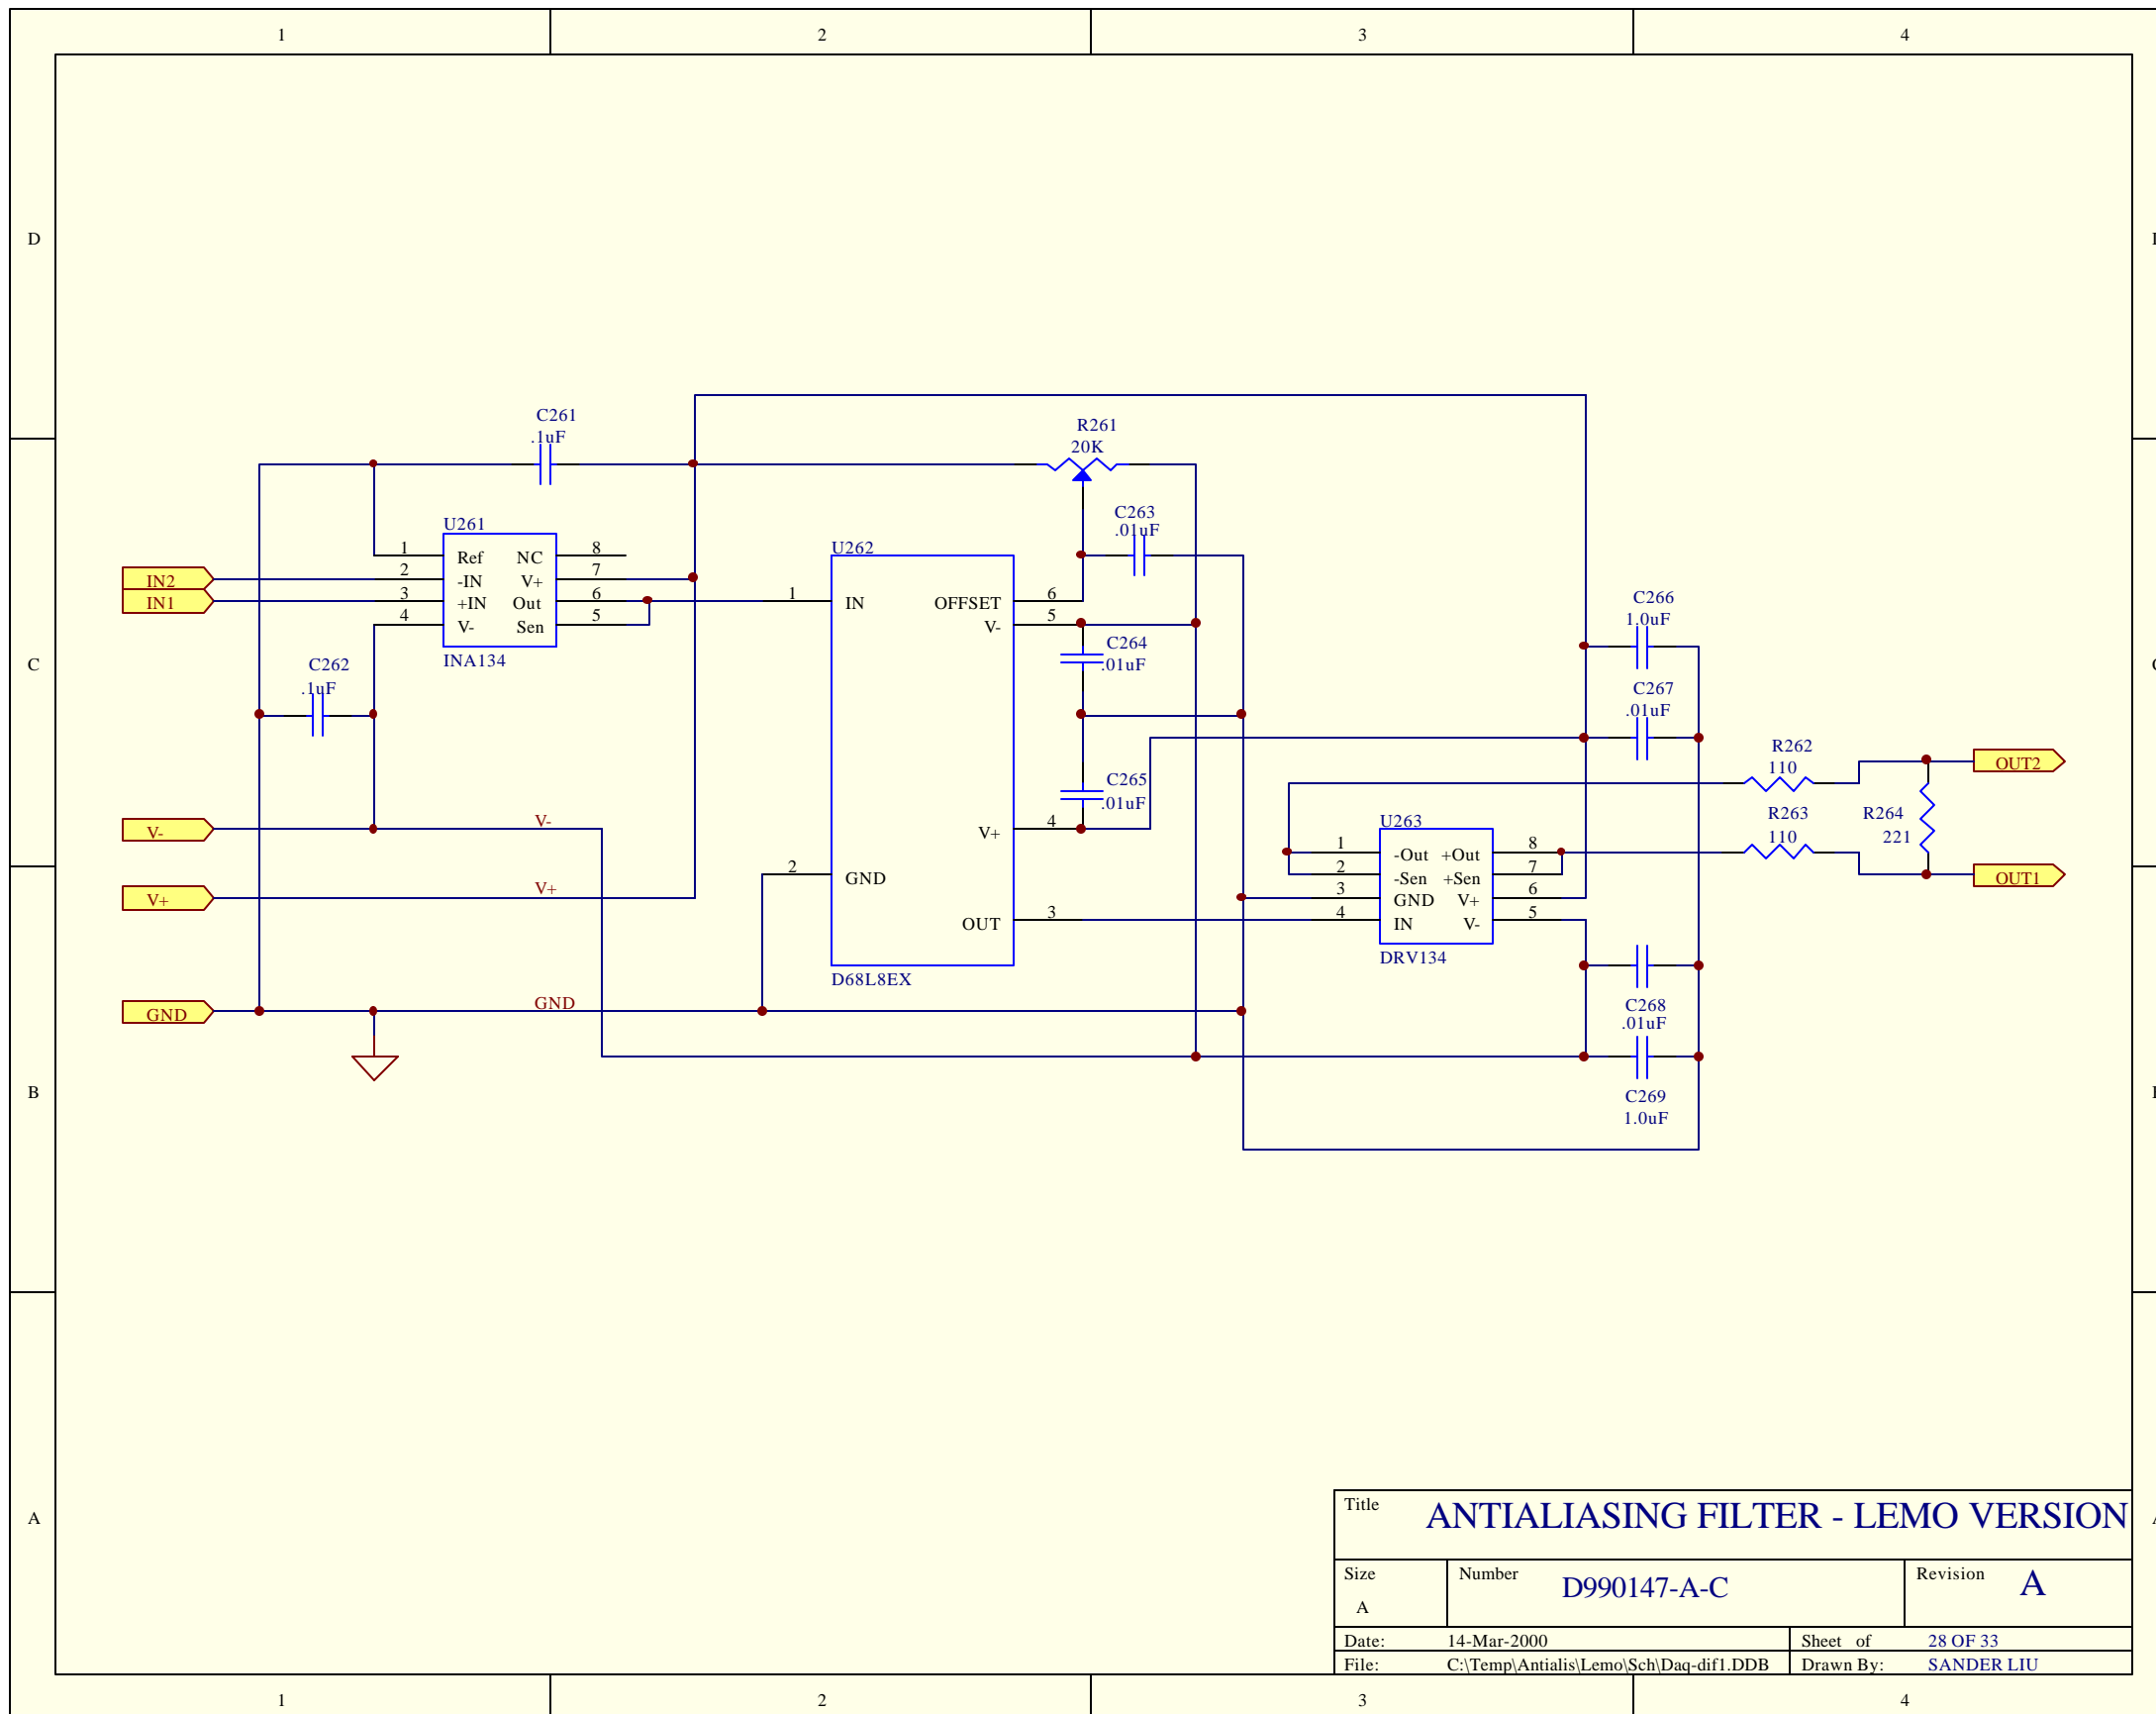 1 2 3 4
D
C261
.1uF
R261
20K
C263
.01uF
U261
1 Ref NC 8
2 -IN V+ 7
3 +IN Out 6
4 V- Sen 5
INA134
IN2
IN1
U262
1 IN OFFSET 6
V- 5
C264
.01uF
C266
1.0uF
C
C262
.1uF
C267
.01uF
R262
110
OUT2
C265
.01uF
V+ 4
V-
V-
U263
R263
110
R264
221
1 -Out +Out 8
2 -Sen +Sen 7
3 GND V+ 6
4 IN V- 5
DRV134
OUT1
2 GND
V+
V+
OUT 3
D68L8EX
GND
GND
C268
.01uF
B
C269
1.0uF
A
Title
ANTIALIASING FILTER - LEMO VERSION
Size
A
Number
D990147-A-C
Revision
A
Date: 14-Mar-2000
Sheet of 28 OF 33
File: C:\Temp\Antialis\Lemo\Sch\Daq-dif1.DDB
Drawn By: SANDER LIU
1 2 3 4